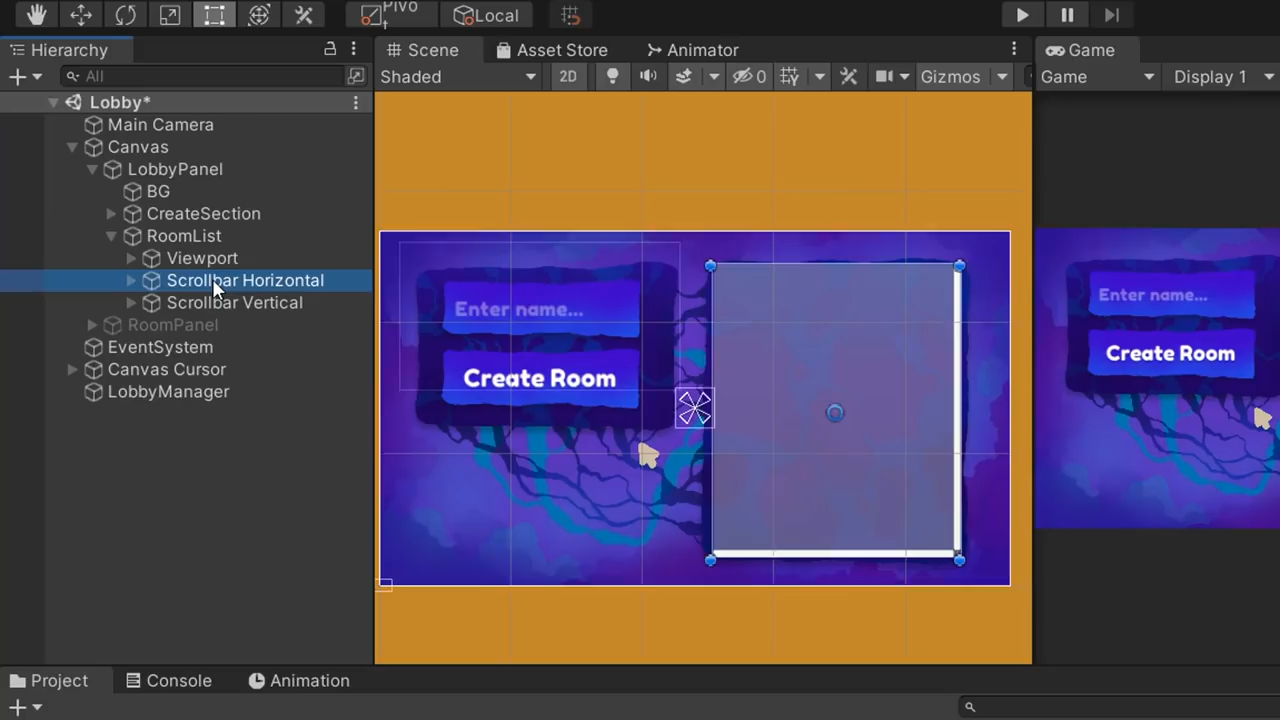 Pivot
Local
Hierarchy
Scene
Asset Store
Animator
Game
All
Shaded
2D
0
Gizmos
Game
Display 1
Lobby*
Main Camera
Canvas
LobbyPanel
BG
CreateSection
RoomList
Viewport
Scrollbar Horizontal
Scrollbar Vertical
RoomPanel
EventSystem
Canvas Cursor
LobbyManager
Enter name...
Create Room
Enter name...
Create Room
Project
Console
Animation